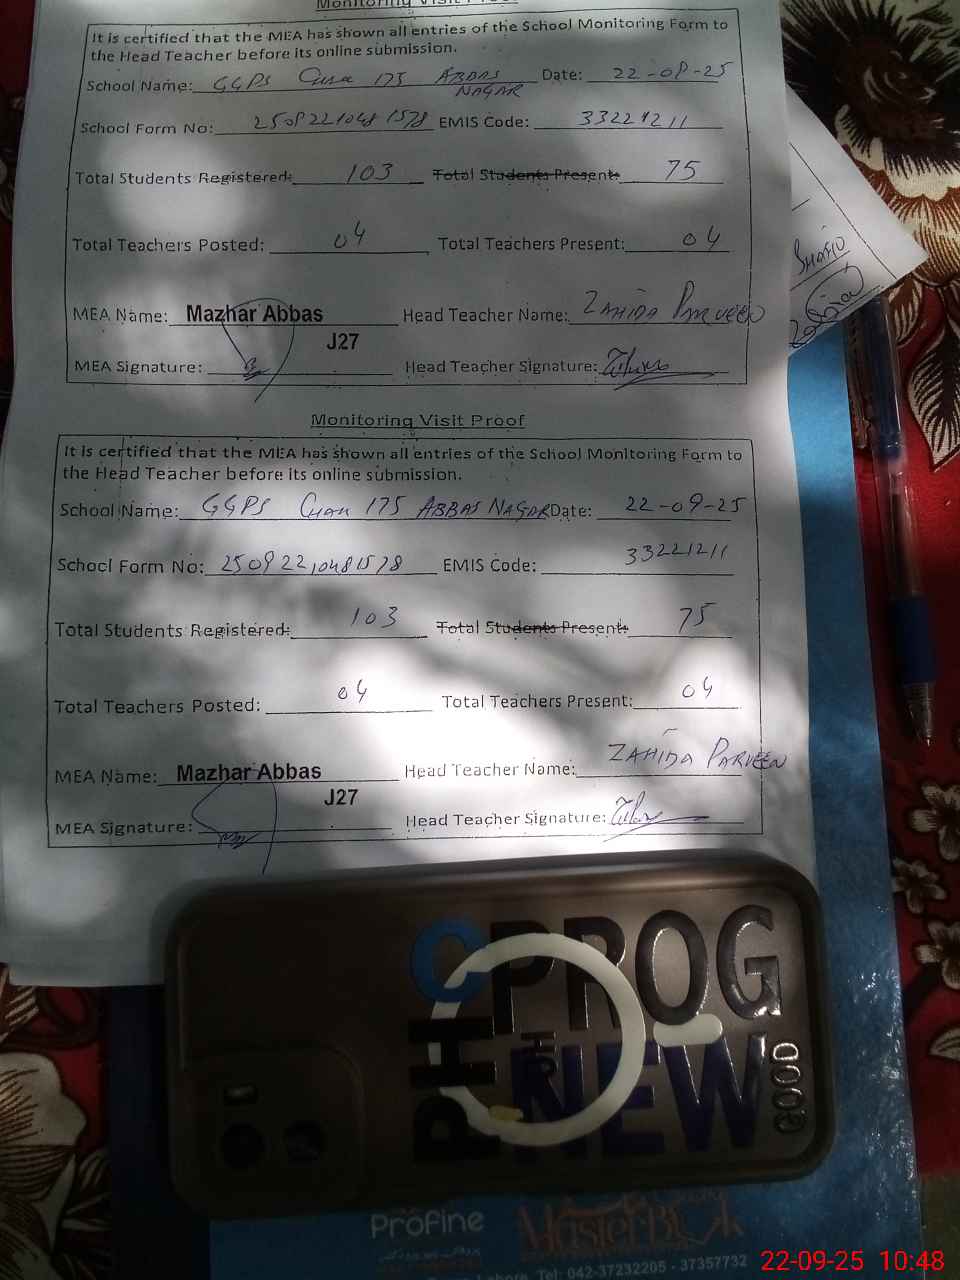 Monitoring Visit Proof
It is certified that the MEA has shown all entries of the School Monitoring Form to
the Head Teacher before its online submission.
School Name: GGPS Chak 175 ABBAS NAGAR Date: 22-09-25
School Form No: 2509221048 1578 EMIS Code: 33221211
Total Students Registered: 103 Total Students Present: 75
Total Teachers Posted: 04 Total Teachers Present: 04
MEA Name: Mazhar Abbas Head Teacher Name: ZAHIDA PARVEEN
J27
MEA Signature: Head Teacher Signature:
Monitoring Visit Proof
It is certified that the MEA has shown all entries of the School Monitoring Form to
the Head Teacher before its online submission.
School Name: GGPS Chak 175 ABBAS NAGAR Date: 22-09-25
School Form No: 25092210481578 EMIS Code: 33221211
Total Students Registered: 103 Total Students Present: 75
Total Teachers Posted: 04 Total Teachers Present: 04
MEA Name: Mazhar Abbas Head Teacher Name: ZAHIDA PARVEEN
J27
MEA Signature: Head Teacher Signature:
C PROG
PH NEW
PH
GOOD
Profine
Tel: 042-37232205 - 37357732
22-09-25 10:48